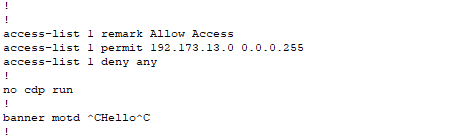 !
!
access-list 1 remark Allow Access
access-list 1 permit 192.173.13.0 0.0.0.255
access-list 1 deny any
!
no cdp run
!
banner motd ^CHello^C
!